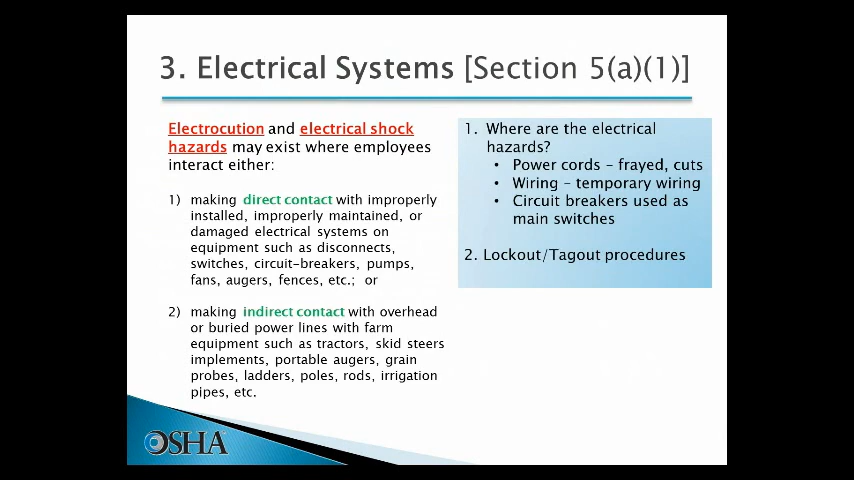 3. Electrical Systems [Section 5(a)(1)]
Electrocution and electrical shock
hazards may exist where employees
interact either:
1) making direct contact with improperly
installed, improperly maintained, or
damaged electrical systems on
equipment such as disconnects,
switches, circuit-breakers, pumps,
fans, augers, fences, etc.; or
2) making indirect contact with overhead
or buried power lines with farm
equipment such as tractors, skid steers
implements, portable augers, grain
probes, ladders, poles, rods, irrigation
pipes, etc.
1. Where are the electrical
hazards?
• Power cords – frayed, cuts
• Wiring – temporary wiring
• Circuit breakers used as
main switches
2. Lockout/Tagout procedures
OSHA